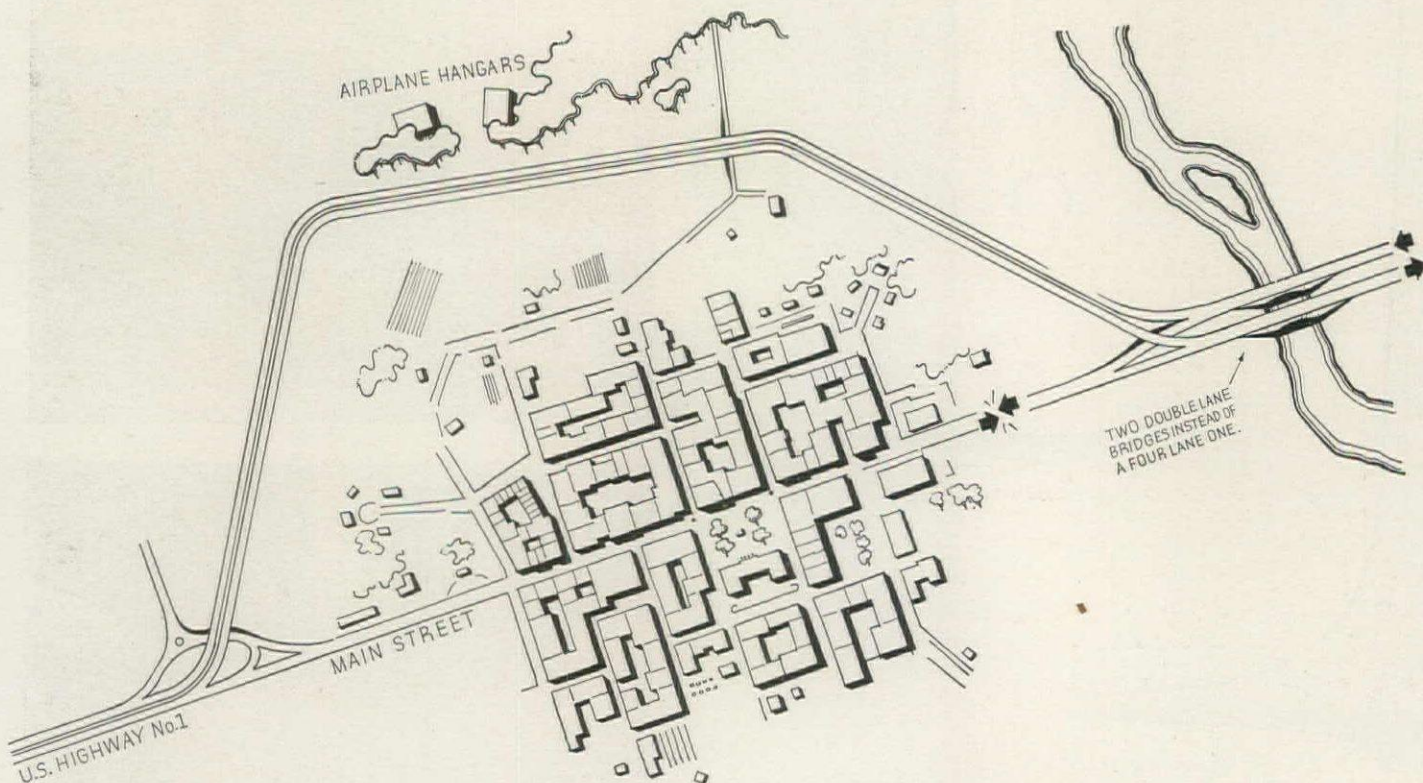 AIRPLANE HANGARS
TWO DOUBLE LANE
BRIDGES INSTEAD OF
A FOUR LANE ONE.
MAIN STREET
U.S. HIGHWAY No.1